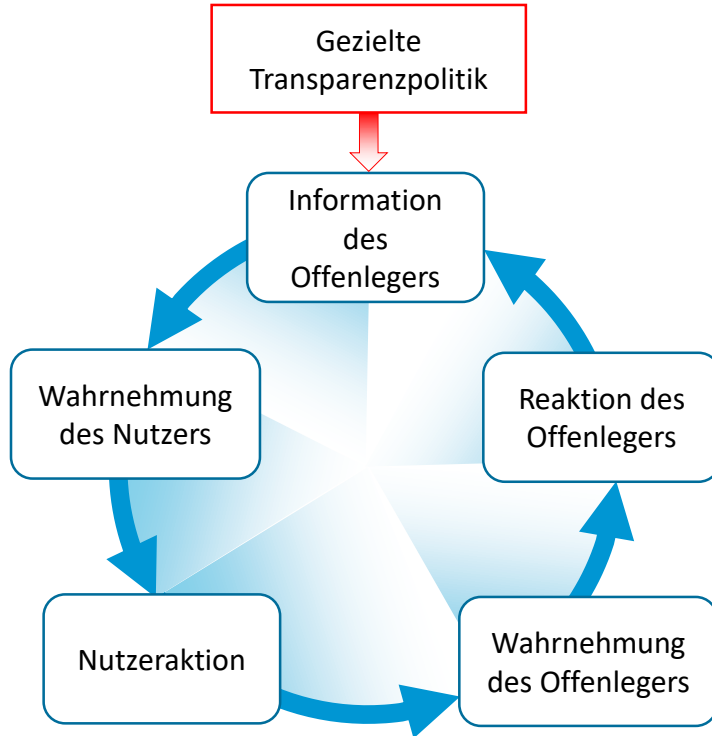 Gezielte
Transparenzpolitik
Information
des
Offenlegers
Wahrnehmung
des Nutzers
Reaktion des
Offenlegers
Nutzeraktion
Wahrnehmung
des Offenlegers